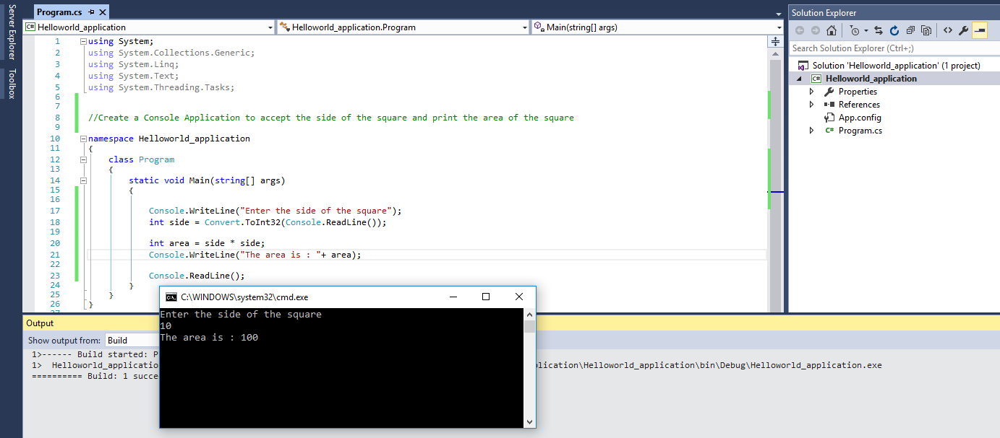 Server Explorer
Toolbox
Program.cs
C# Helloworld_application
Helloworld_application.Program
Main(string[] args)
1 using System;
2 using System.Collections.Generic;
3 using System.Linq;
4 using System.Text;
5 using System.Threading.Tasks;
6
7
8 //Create a Console Application to accept the side of the square and print the area of the square
9
10 namespace Helloworld_application
11 {
12 class Program
13 {
14 static void Main(string[] args)
15 {
16
17 Console.WriteLine("Enter the side of the square");
18 int side = Convert.ToInt32(Console.ReadLine());
19
20 int area = side * side;
21 Console.WriteLine("The area is : "+ area);
22
23 Console.ReadLine();
24 }
25 }
26 }
27
Solution Explorer
Search Solution Explorer (Ctrl+;)
Solution 'Helloworld_application' (1 project)
C# Helloworld_application
Properties
References
App.config
C# Program.cs
C:\WINDOWS\system32\cmd.exe
Enter the side of the square
10
The area is : 100
Output
Show output from: Build
1>------ Build started: P
1> Helloworld_applicatio
plication\Helloworld_application\bin\Debug\Helloworld_application.exe
========== Build: 1 succe